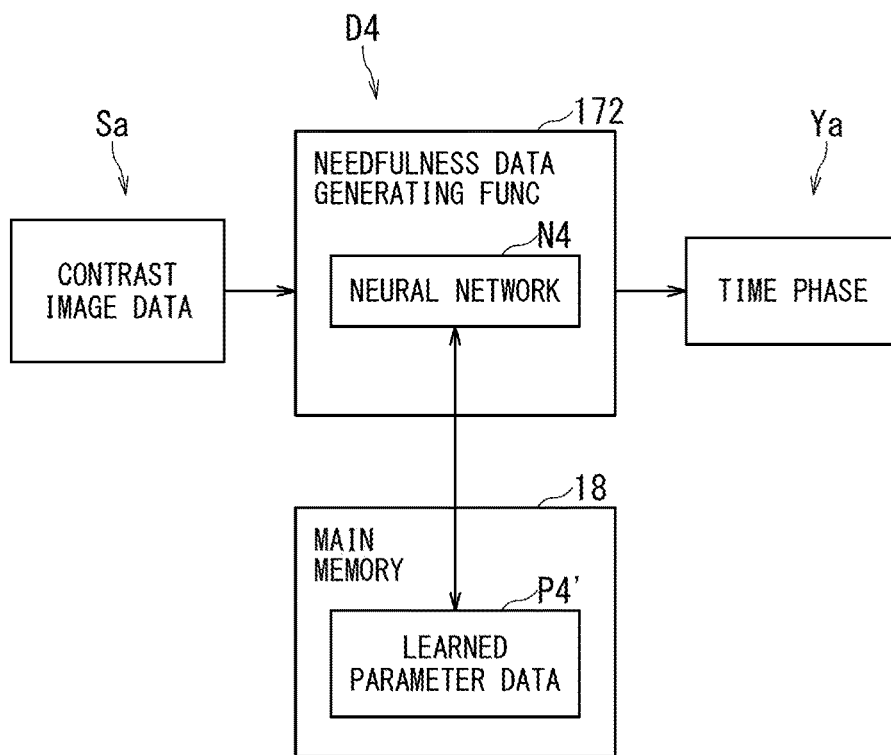 D4
Sa
172
Ya
NEEDFULNESS DATA
GENERATING FUNC
N4
CONTRAST
IMAGE DATA
NEURAL NETWORK
TIME PHASE
18
MAIN
MEMORY
P4'
LEARNED
PARAMETER DATA